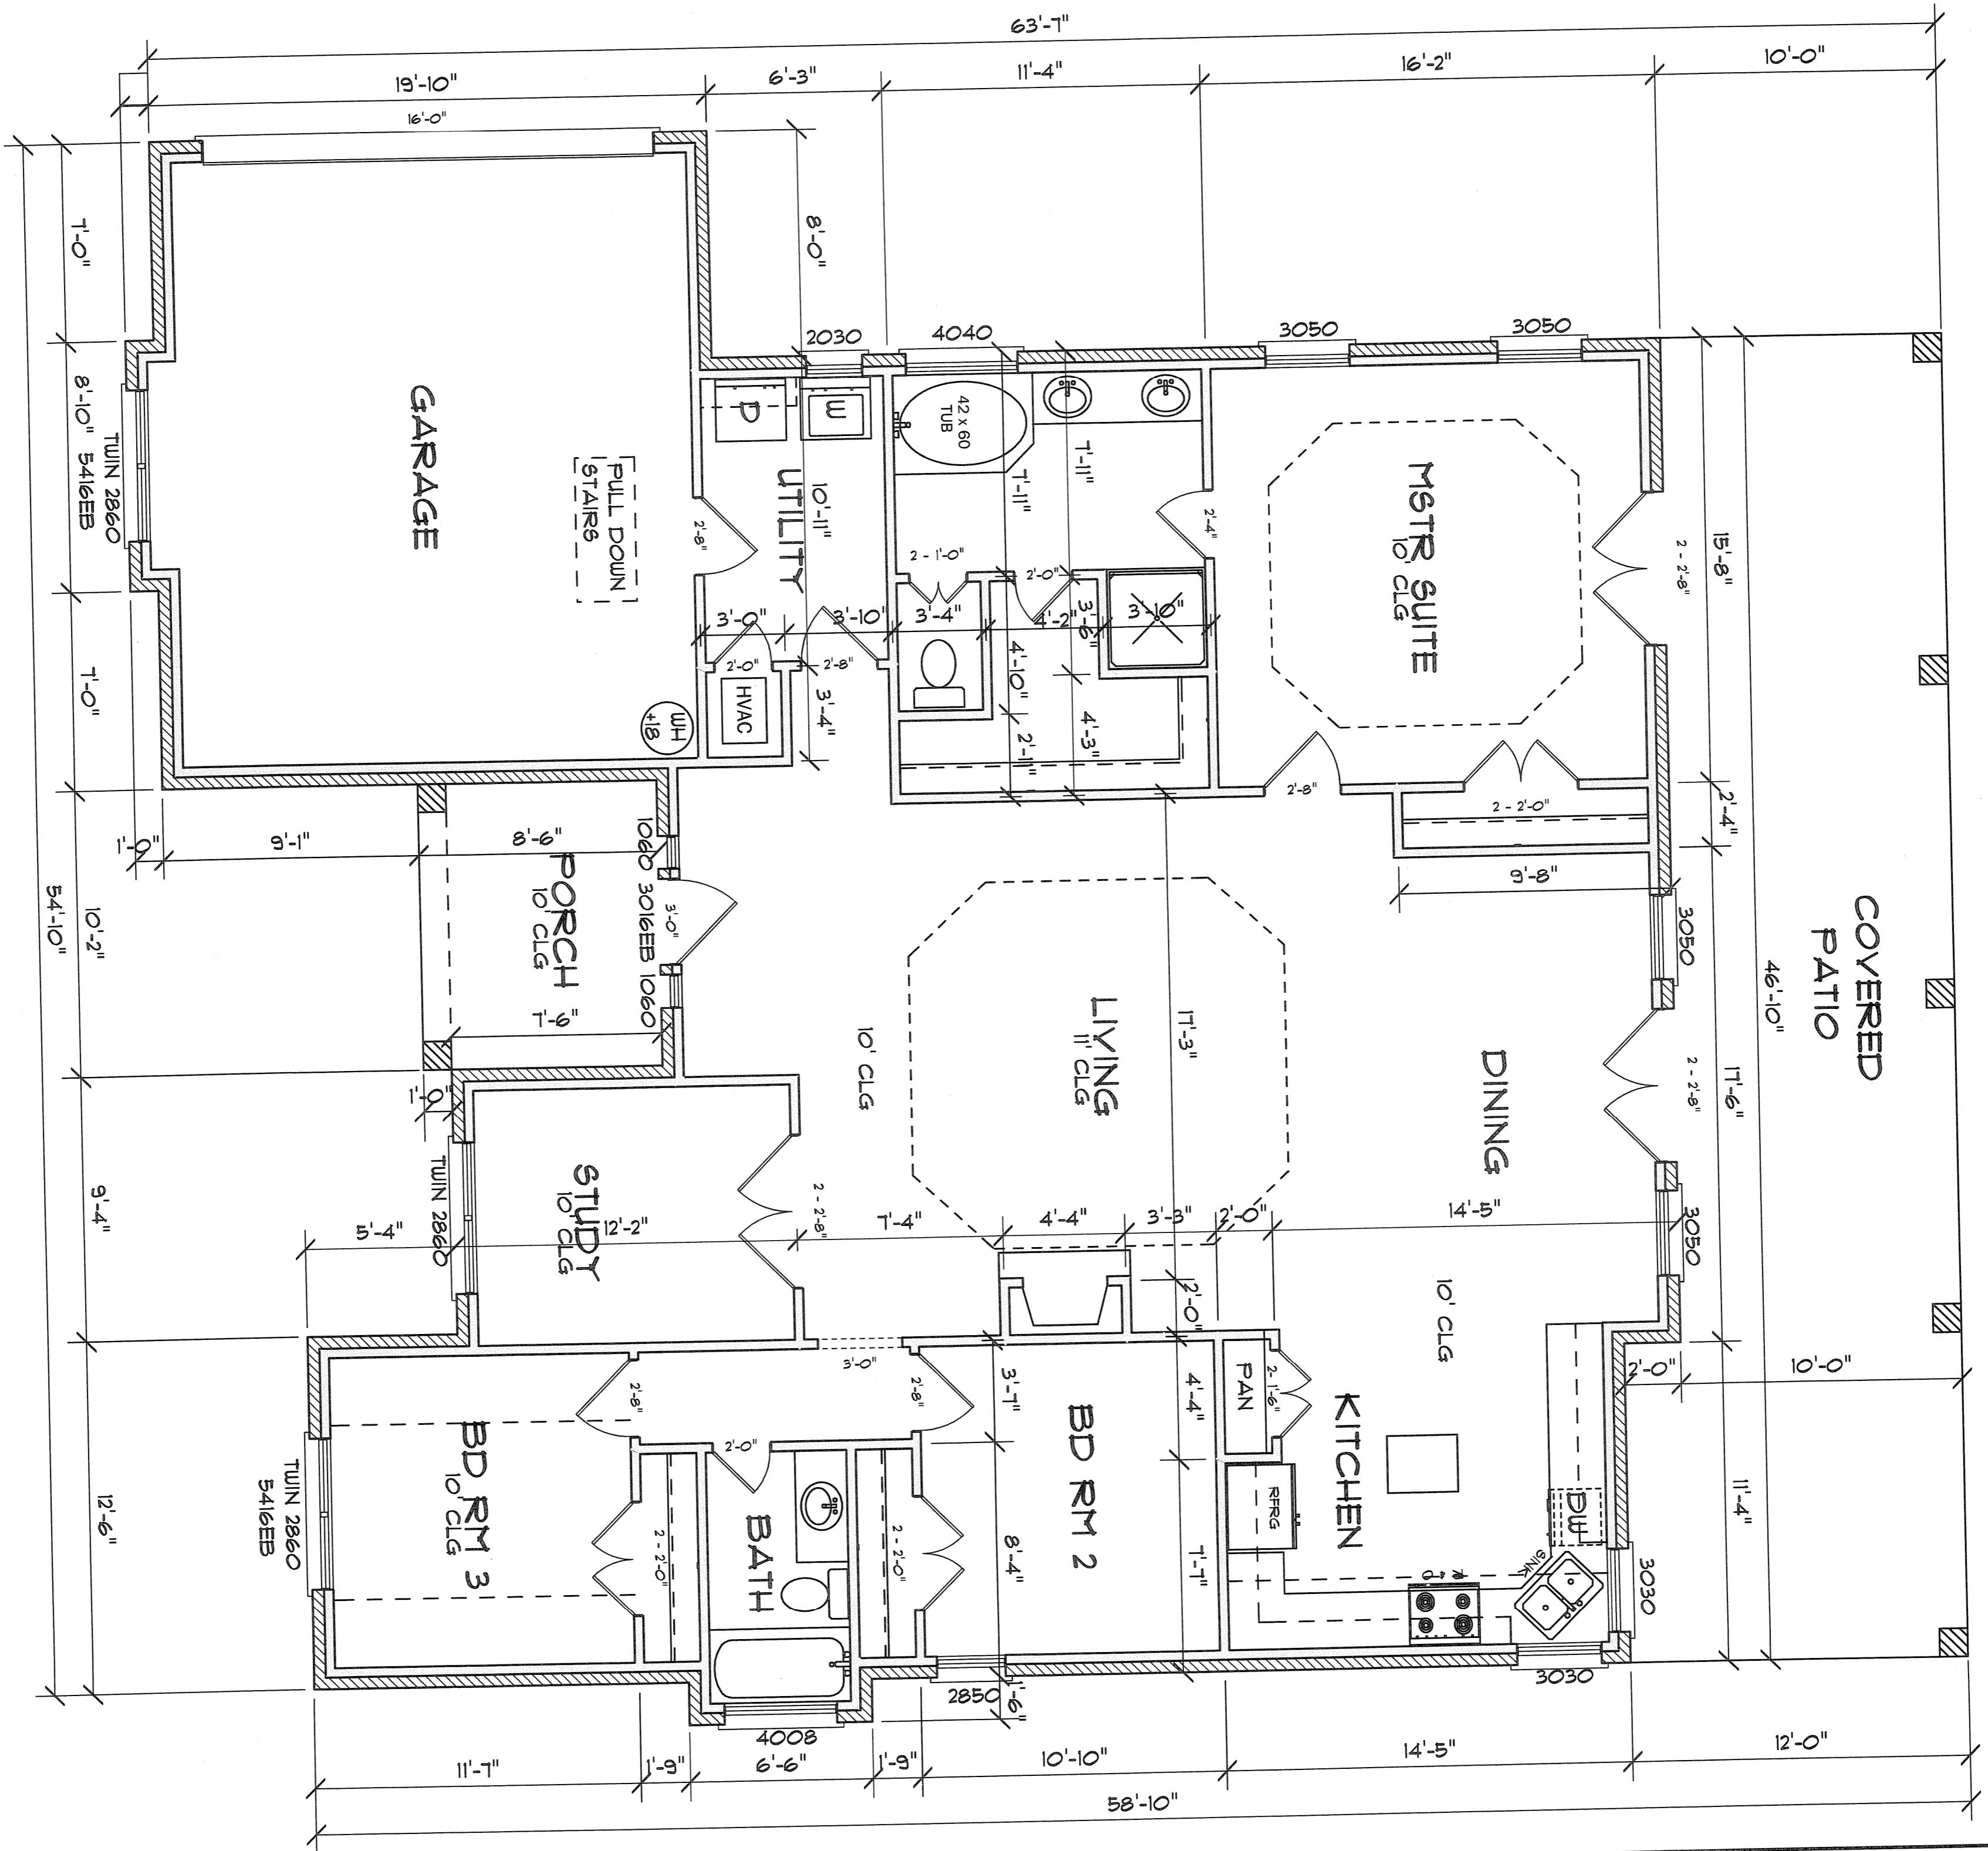 63'-7"
19'-10"
6'-3"
11'-4"
16'-2"
10'-0"
16'-0"
8'-0"
7'-0"
8'-10"
7'-0"
10'-2"
9'-4"
12'-6"
54'-10"
TWIN 2860
5416EB
GARAGE
PULL DOWN
STAIRS
WH
+18
2030
4040
3050
3050
D
W
UTILITY
10'-11"
2'-8"
3'-0"
3'-10"
2'-0"
2'-8"
HVAC
3'-4"
42 x 60
TUB
7'-11"
7'-11"
2 - 1'-0"
2'-0"
2'-4"
3'-4"
4'-2"
3'-6"
3'-10"
4'-10"
2'-11"
4'-3"
MSTR SUITE
10' CLG
2 - 2'-8"
15'-8"
2'-8"
2 - 2'-0"
2'-4"
9'-8"
COVERED
PATIO
46'-10"
17'-6"
3050
2 - 2'-8"
3050
1'-0"
9'-1"
8'-6"
PORCH
10' CLG
7'-6"
1'-0"
1060 3016EB 1060
3'-0"
10' CLG
LIVING
11' CLG
17'-3"
DINING
TWIN 2860
STUDY
10' CLG
5'-4"
12'-2"
2 - 2'-8"
7'-4"
4'-4"
3'-3"
2'-0"
14'-5"
2'-0"
10' CLG
2'-0"
10'-0"
11'-4"
3'-0"
2'-8"
2'-8"
3'-7"
4'-4"
PAN
2- 1'-6"
KITCHEN
RFRG
DW
SINK
3030
3030
BD RM 3
10' CLG
TWIN 2860
5416EB
2 - 2'-0"
2'-0"
BATH
2 - 2'-0"
BD RM 2
8'-4"
7'-7"
2850
1'-6"
4008
11'-7"
1'-9"
6'-6"
1'-9"
10'-10"
14'-5"
12'-0"
58'-10"